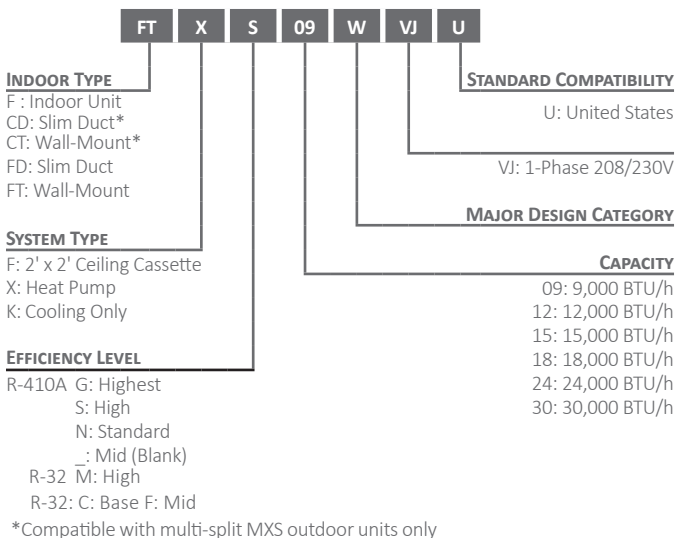 FT X S 09 W VJ U
INDOOR TYPE
F : Indoor Unit
CD: Slim Duct*
CT: Wall-Mount*
FD: Slim Duct
FT: Wall-Mount
SYSTEM TYPE
F: 2' x 2' Ceiling Cassette
X: Heat Pump
K: Cooling Only
EFFICIENCY LEVEL
R-410A G: Highest
S: High
N: Standard
_: Mid (Blank)
R-32 M: High
R-32: C: Base F: Mid
STANDARD COMPATIBILITY
U: United States
VJ: 1-Phase 208/230V
MAJOR DESIGN CATEGORY
CAPACITY
09: 9,000 BTU/h
12: 12,000 BTU/h
15: 15,000 BTU/h
18: 18,000 BTU/h
24: 24,000 BTU/h
30: 30,000 BTU/h
*Compatible with multi-split MXS outdoor units only